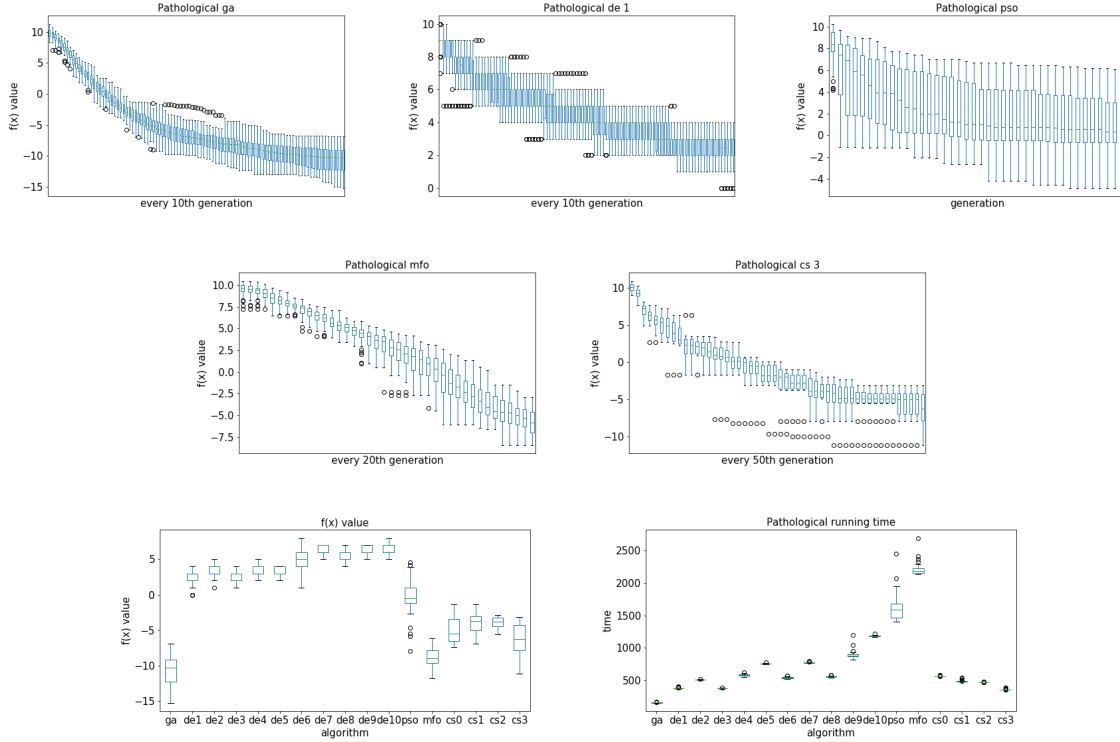 Pathological ga
f(x) value
10
5
0
−5
−10
−15
every 10th generation
Pathological de 1
f(x) value
10
8
6
4
2
0
every 10th generation
Pathological pso
f(x) value
10
8
6
4
2
0
−2
−4
generation
Pathological mfo
f(x) value
10.0
7.5
5.0
2.5
0.0
−2.5
−5.0
−7.5
every 20th generation
Pathological cs 3
f(x) value
10
5
0
−5
−10
every 50th generation
f(x) value
f(x) value
5
0
−5
−10
−15
ga de1 de2 de3 de4 de5 de6 de7 de8 de9 de10 pso mfo cs0 cs1 cs2 cs3
algorithm
Pathological running time
time
2500
2000
1500
1000
500
ga de1 de2 de3 de4 de5 de6 de7 de8 de9 de10 pso mfo cs0 cs1 cs2 cs3
algorithm